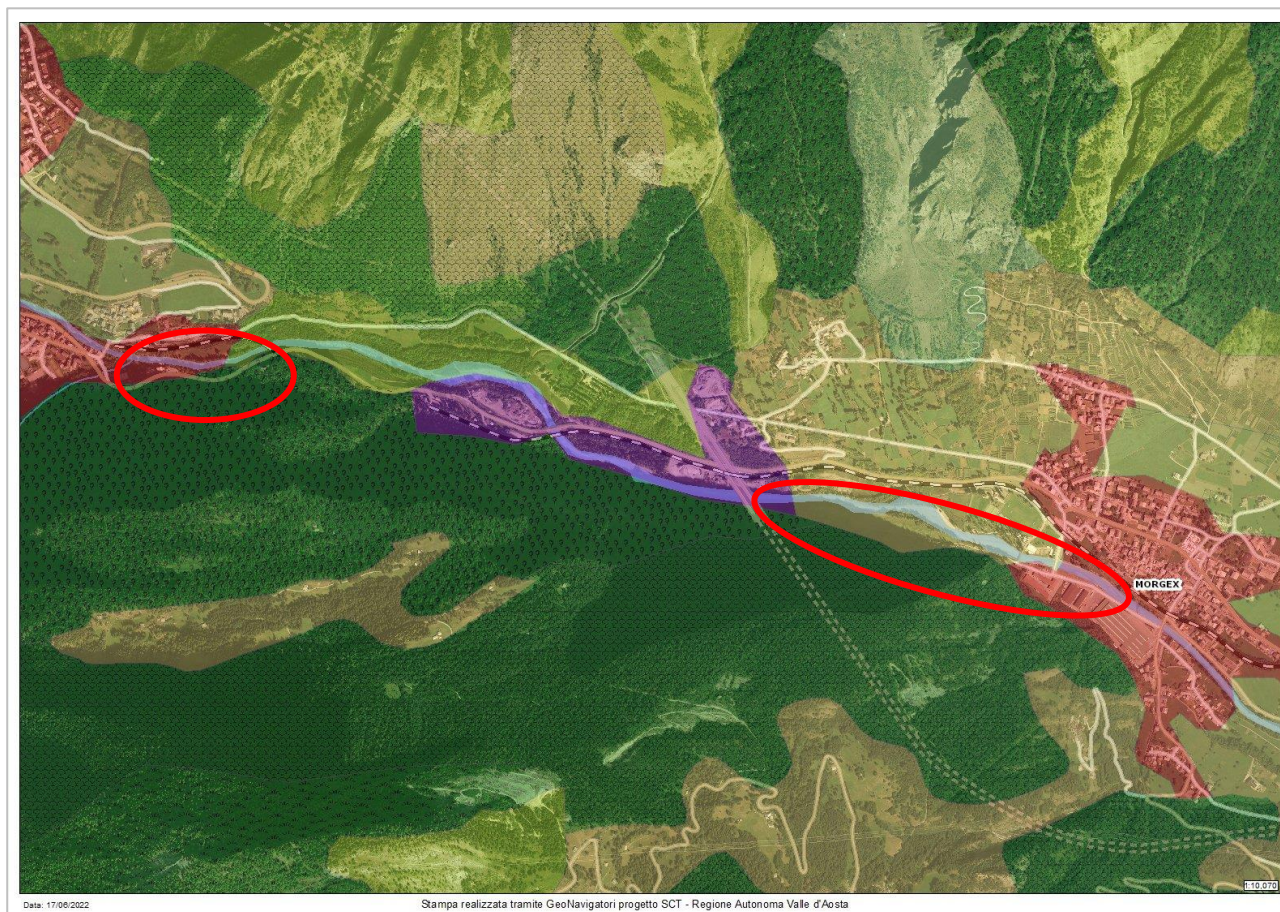 MORGEX
1:10,070
Data: 17/06/2022
Stampa realizzata tramite GeoNavigatori progetto SCT - Regione Autonoma Valle d'Aosta